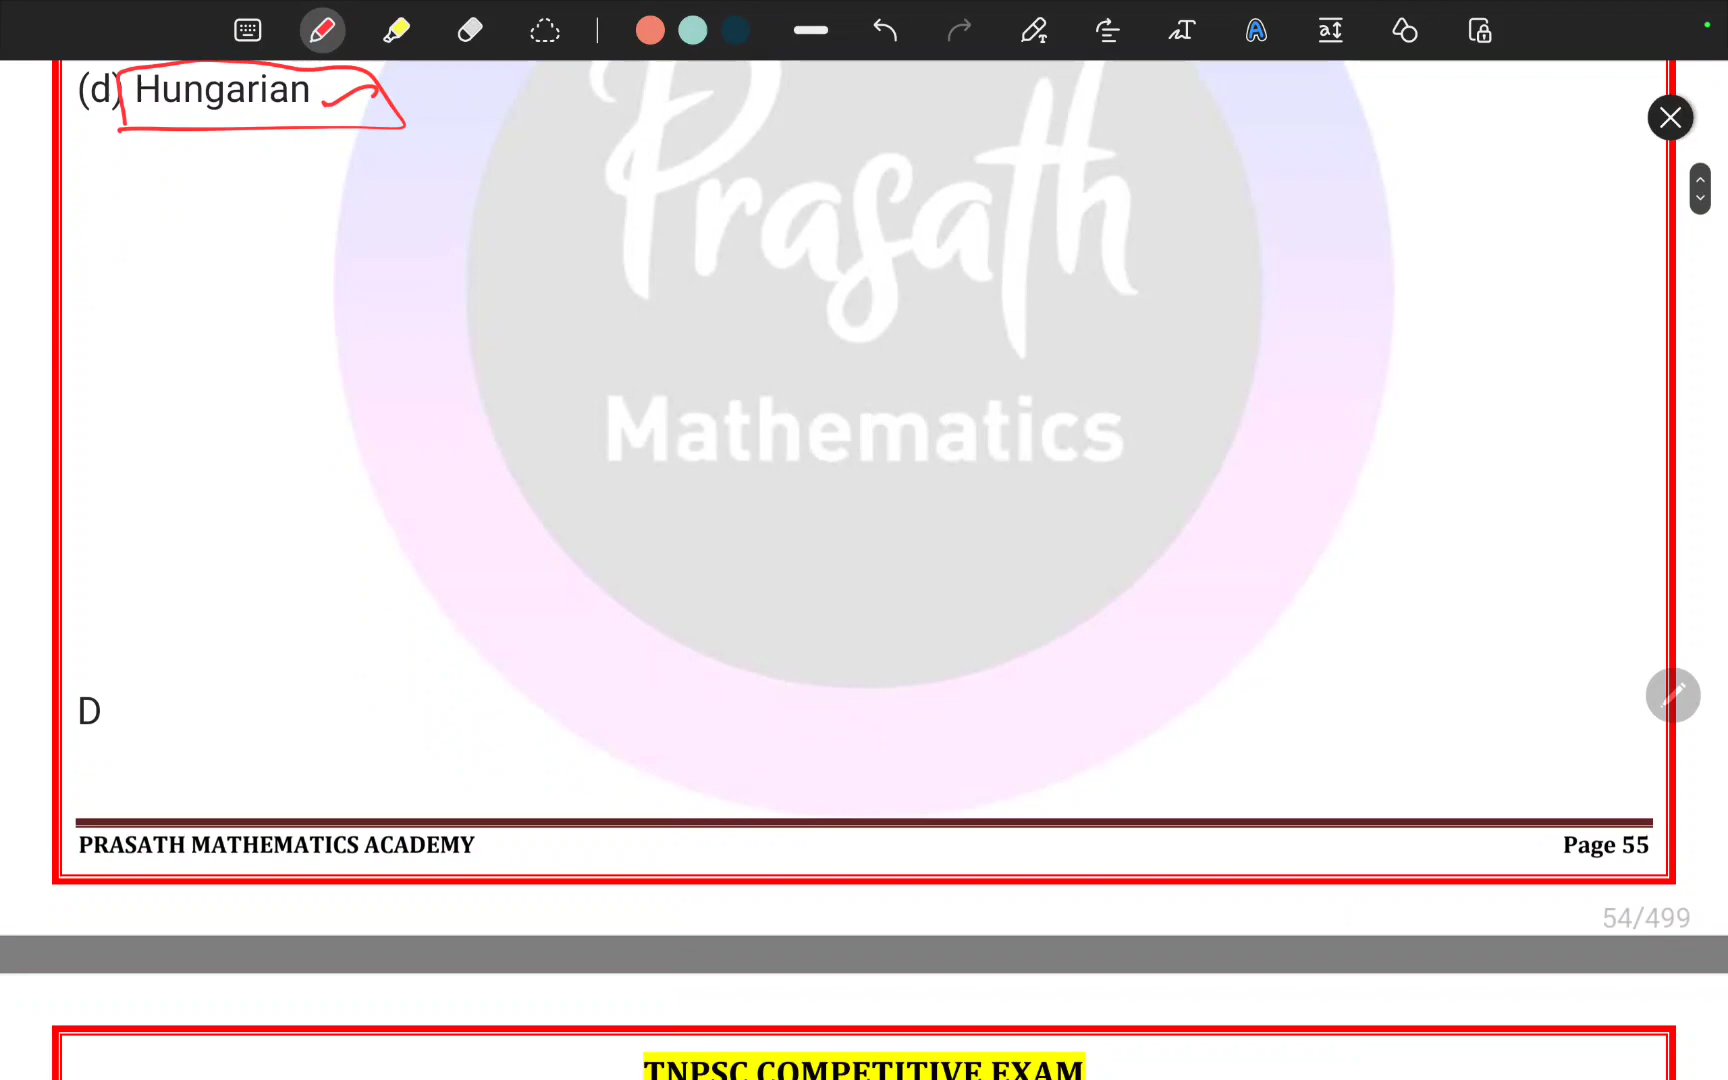 (d) Hungarian
Prasath
Mathematics
D
PRASATH MATHEMATICS ACADEMY Page 55
54/499
TNPSC COMPETITIVE EXAM